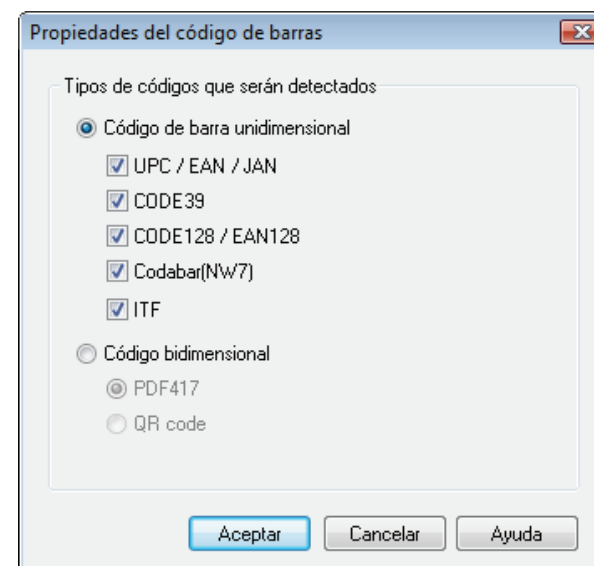 Propiedades del código de barras
Tipos de códigos que serán detectados
Código de barra unidimensional
UPC / EAN / JAN
CODE39
CODE128 / EAN128
Codabar(NW7)
ITF
Código bidimensional
PDF417
QR code
Aceptar Cancelar Ayuda